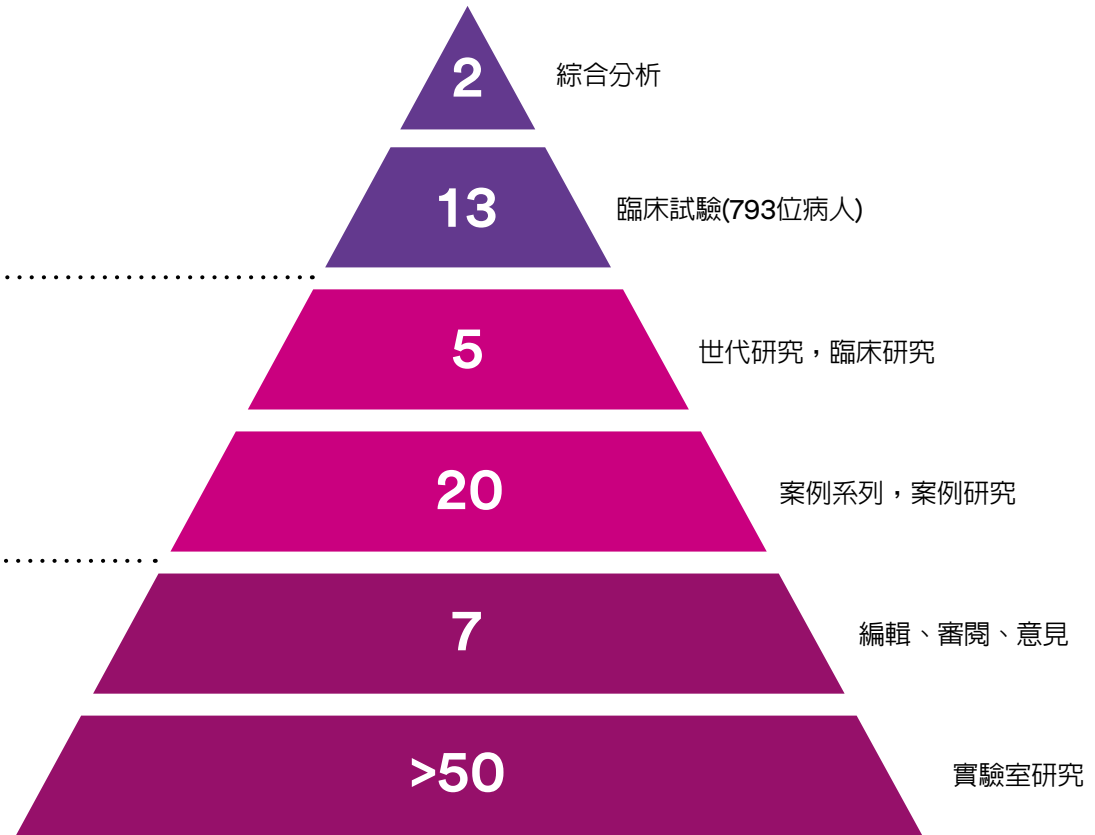 2 綜合分析
13 臨床試驗(793位病人)
5 世代研究，臨床研究
20 案例系列，案例研究
7 編輯、審閱、意見
>50 實驗室研究